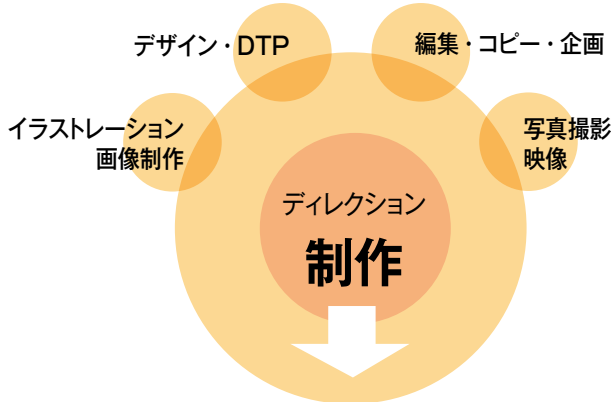 デザイン・DTP
編集・コピー・企画
イラストレーション
画像制作
写真撮影
映像
ディレクション
制作